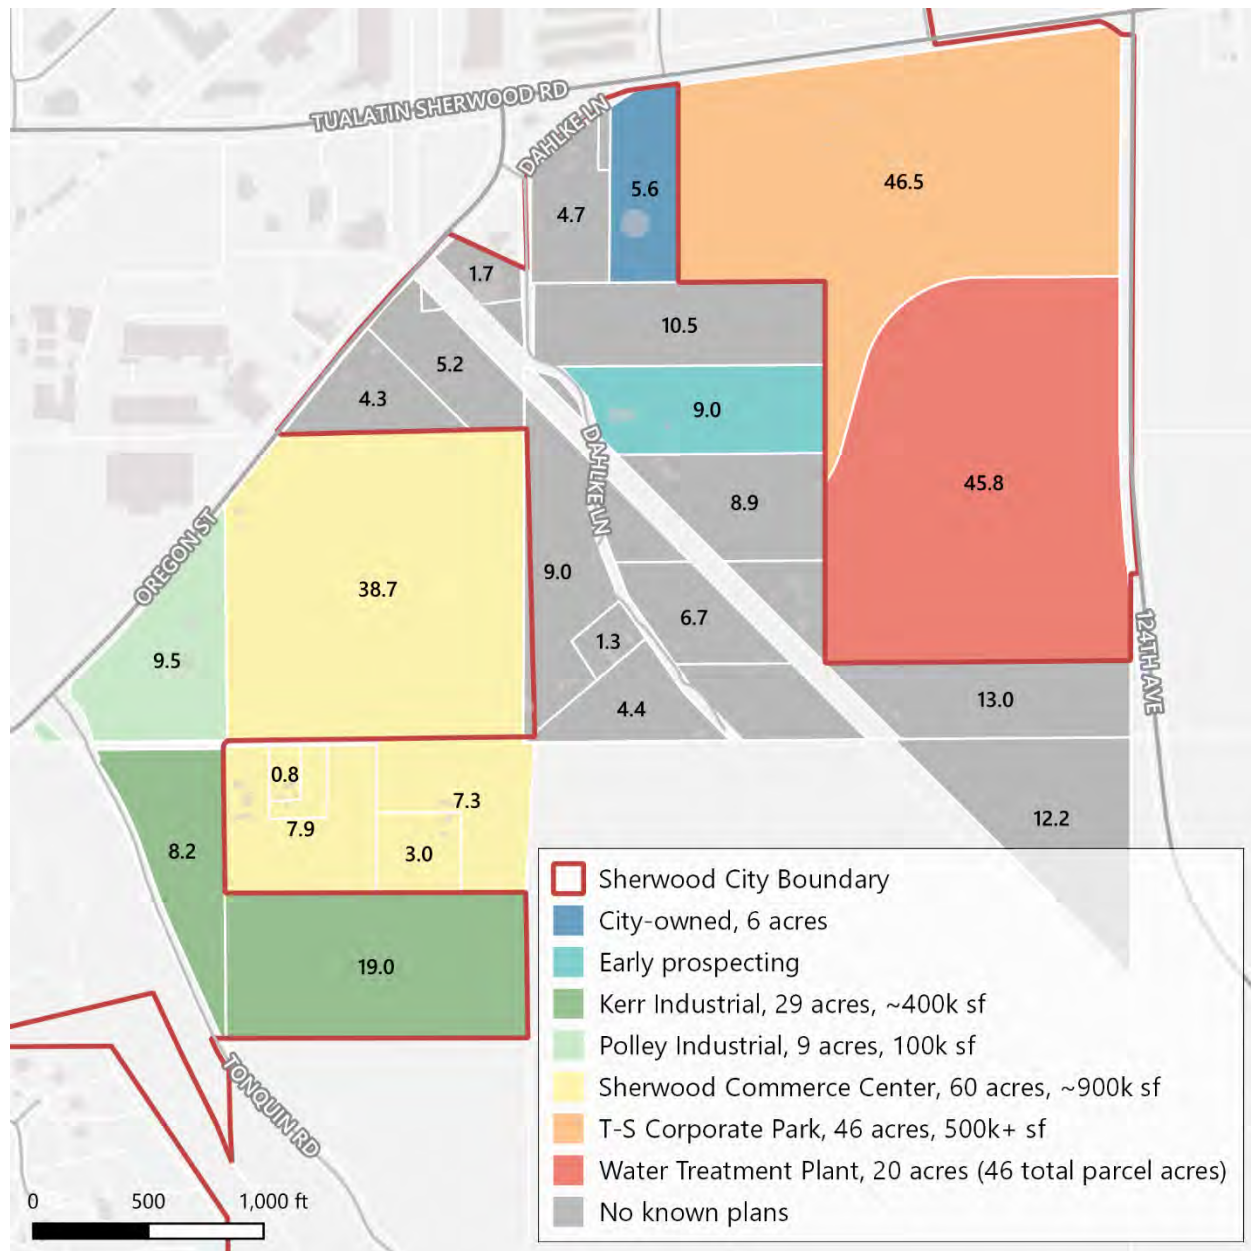 TUALATIN SHERWOOD RD
DAHLKE LN
46.5
5.6
4.7
1.7
10.5
5.2
4.3
9.0
DAHLKE LN
45.8
8.9
OREGON ST
38.7
9.0
6.7
1.3
9.5
124TH AVE
13.0
4.4
0.8
7.3
7.9
12.2
8.2
3.0
19.0
TONQUIN RD
Sherwood City Boundary
City-owned, 6 acres
Early prospecting
Kerr Industrial, 29 acres, ~400k sf
Polley Industrial, 9 acres, 100k sf
Sherwood Commerce Center, 60 acres, ~900k sf
T-S Corporate Park, 46 acres, 500k+ sf
Water Treatment Plant, 20 acres (46 total parcel acres)
No known plans
0 500 1,000 ft